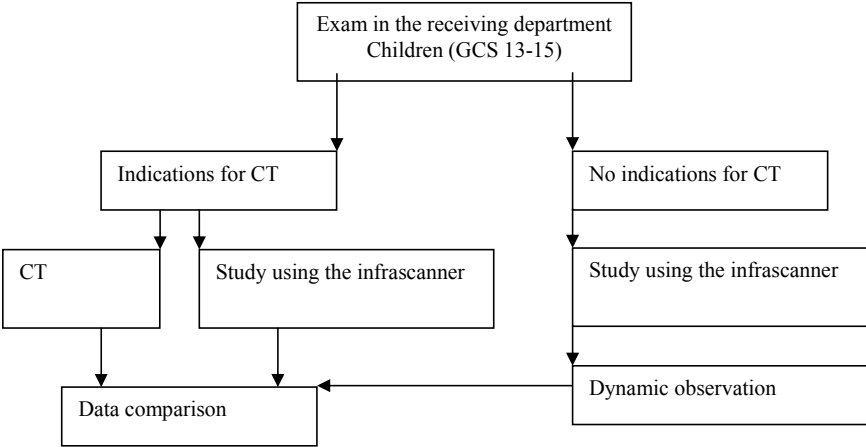 Exam in the receiving department
Children (GCS 13-15)
Indications for CT
No indications for CT
CT
Study using the infrascanner
Study using the infrascanner
Data comparison
Dynamic observation